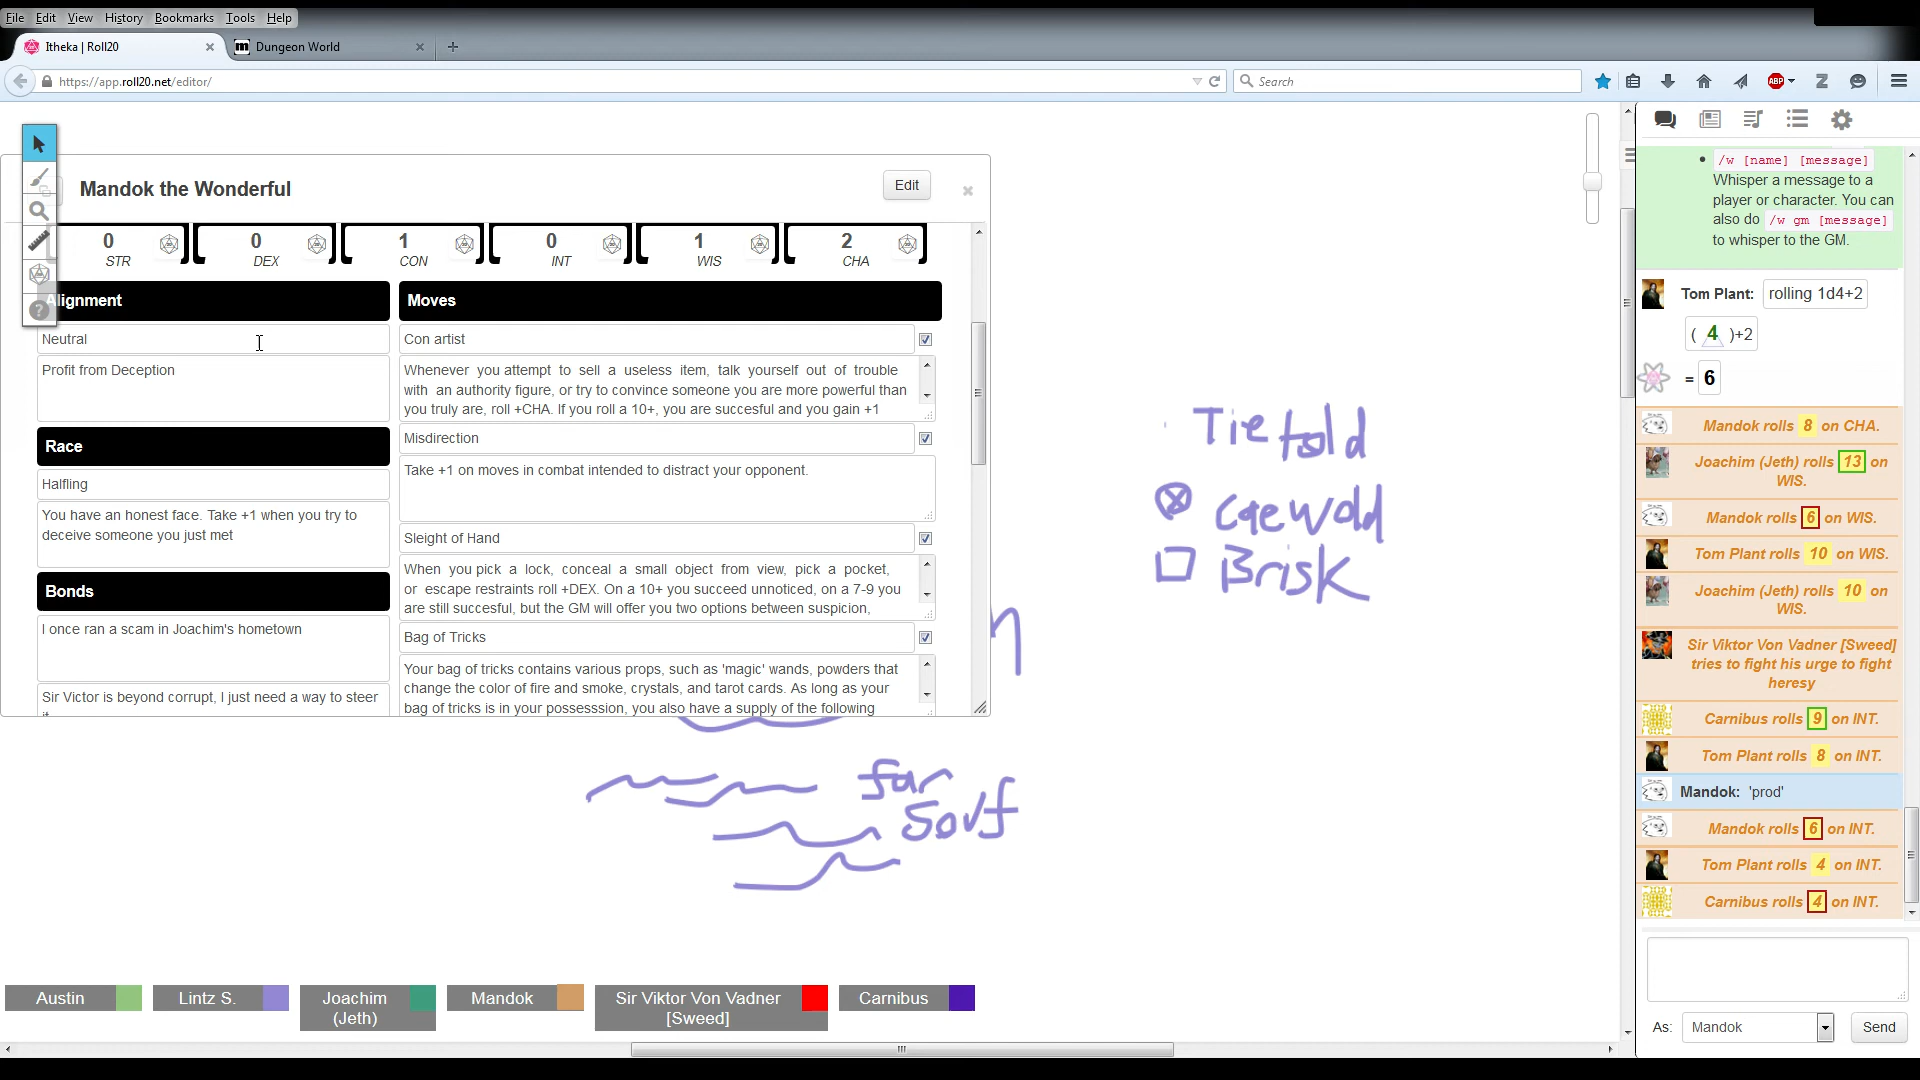 File Edit View History Bookmarks Tools Help
Itheka | Roll20
Dungeon World
https://app.roll20.net/editor/
Search
ABP
Mandok the Wonderful
Edit
0 STR
0 DEX
1 CON
0 INT
1 WIS
2 CHA
Alignment
Neutral
Profit from Deception
Race
Halfling
You have an honest face. Take +1 when you try to
deceive someone you just met
Bonds
I once ran a scam in Joachim's hometown
Sir Victor is beyond corrupt, I just need a way to steer
Moves
Con artist
Whenever you attempt to sell a useless item, talk yourself out of trouble
with an authority figure, or try to convince someone you are more powerful than
you truly are, roll +CHA. If you roll a 10+, you are succesful and you gain +1
Misdirection
Take +1 on moves in combat intended to distract your opponent.
Sleight of Hand
When you pick a lock, conceal a small object from view, pick a pocket,
or escape restraints roll +DEX. On a 10+ you succeed unnoticed, on a 7-9 you
are still succesful, but the GM will offer you two options between suspicion,
Bag of Tricks
Your bag of tricks contains various props, such as 'magic' wands, powders that
change the color of fire and smoke, crystals, and tarot cards. As long as your
bag of tricks is in your possesssion, you also have a supply of the following
Brisk
far
Austin
Lintz S.
Joachim
(Jeth)
Mandok
Sir Viktor Von Vadner
[Sweed]
Carnibus
/w [name] [message]
Whisper a message to a
player or character. You can
also do /w gm [message]
to whisper to the GM.
Tom Plant: rolling 1d4+2
( 4 )+2
= 6
Mandok rolls 8 on CHA.
Joachim (Jeth) rolls 13 on
WIS.
Mandok rolls 6 on WIS.
Tom Plant rolls 10 on WIS.
Joachim (Jeth) rolls 10 on
WIS.
Sir Viktor Von Vadner [Sweed]
tries to fight his urge to fight
heresy
Carnibus rolls 9 on INT.
Tom Plant rolls 8 on INT.
Mandok: 'prod'
Mandok rolls 6 on INT.
Tom Plant rolls 4 on INT.
Carnibus rolls 4 on INT.
As: Mandok
Send